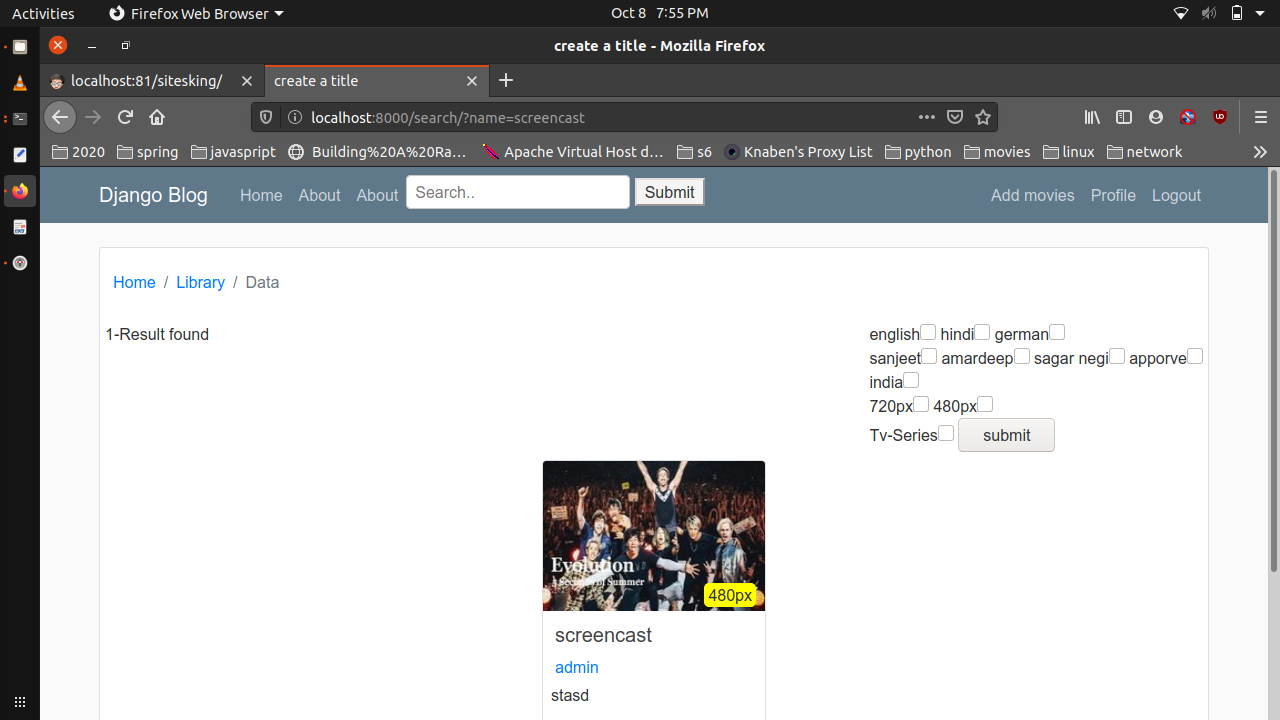 Activities Firefox Web Browser Oct 8 7:55 PM
create a title - Mozilla Firefox
localhost:81/sitesking/ create a title
localhost:8000/search/?name=screencast
2020 spring javascript Building%20A%20Ra... Apache Virtual Host d... s6 Knaben's Proxy List python movies linux network
Django Blog Home About About Search.. Submit Add movies Profile Logout
Home / Library / Data
1-Result found
english hindi german
sanjeet amardeep sagar negi apporve
india
720px 480px
Tv-Series submit
Evolution
5 Seconds of Summer
480px
screencast
admin
stasd